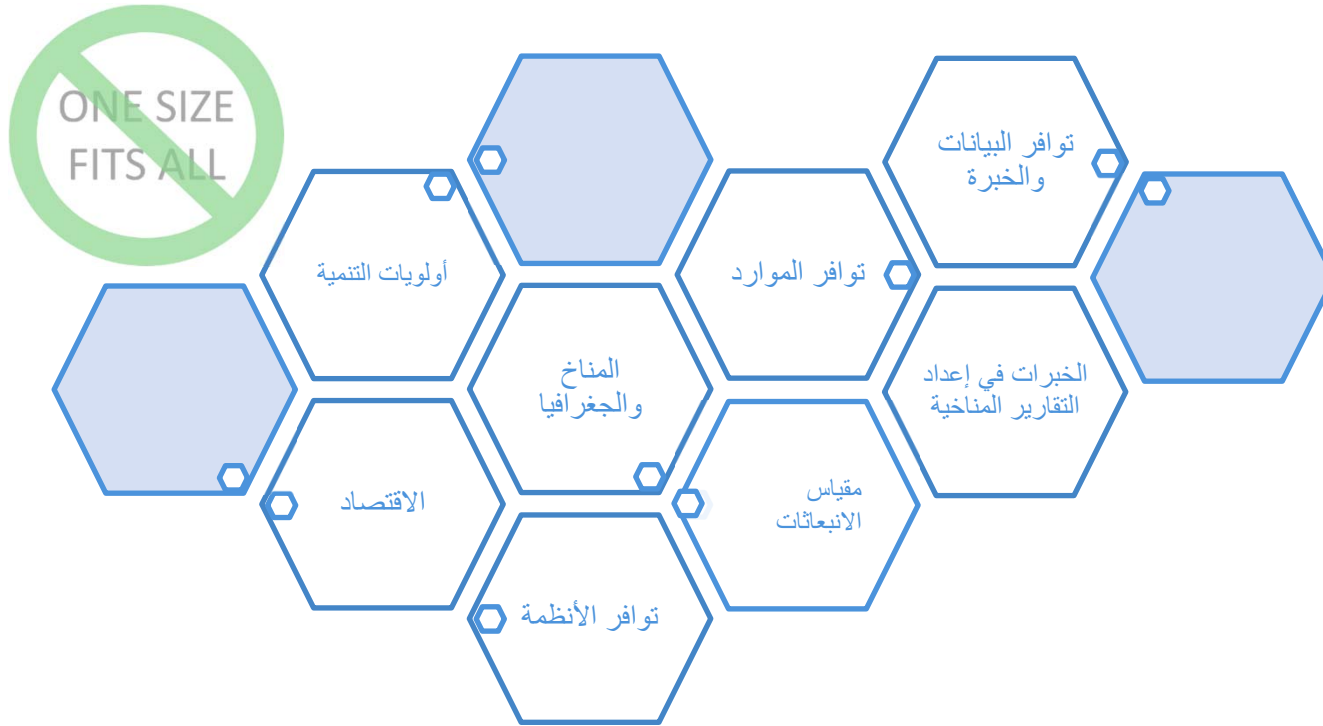 ONE SIZE
FITS ALL
توافر البيانات
والخبرة
توافر الموارد
أولويات التنمية
المناخ
والجغرافيا
الخبرات في إعداد
التقارير المناخية
مقياس
الانبعاثات
الاقتصاد
توافر الأنظمة